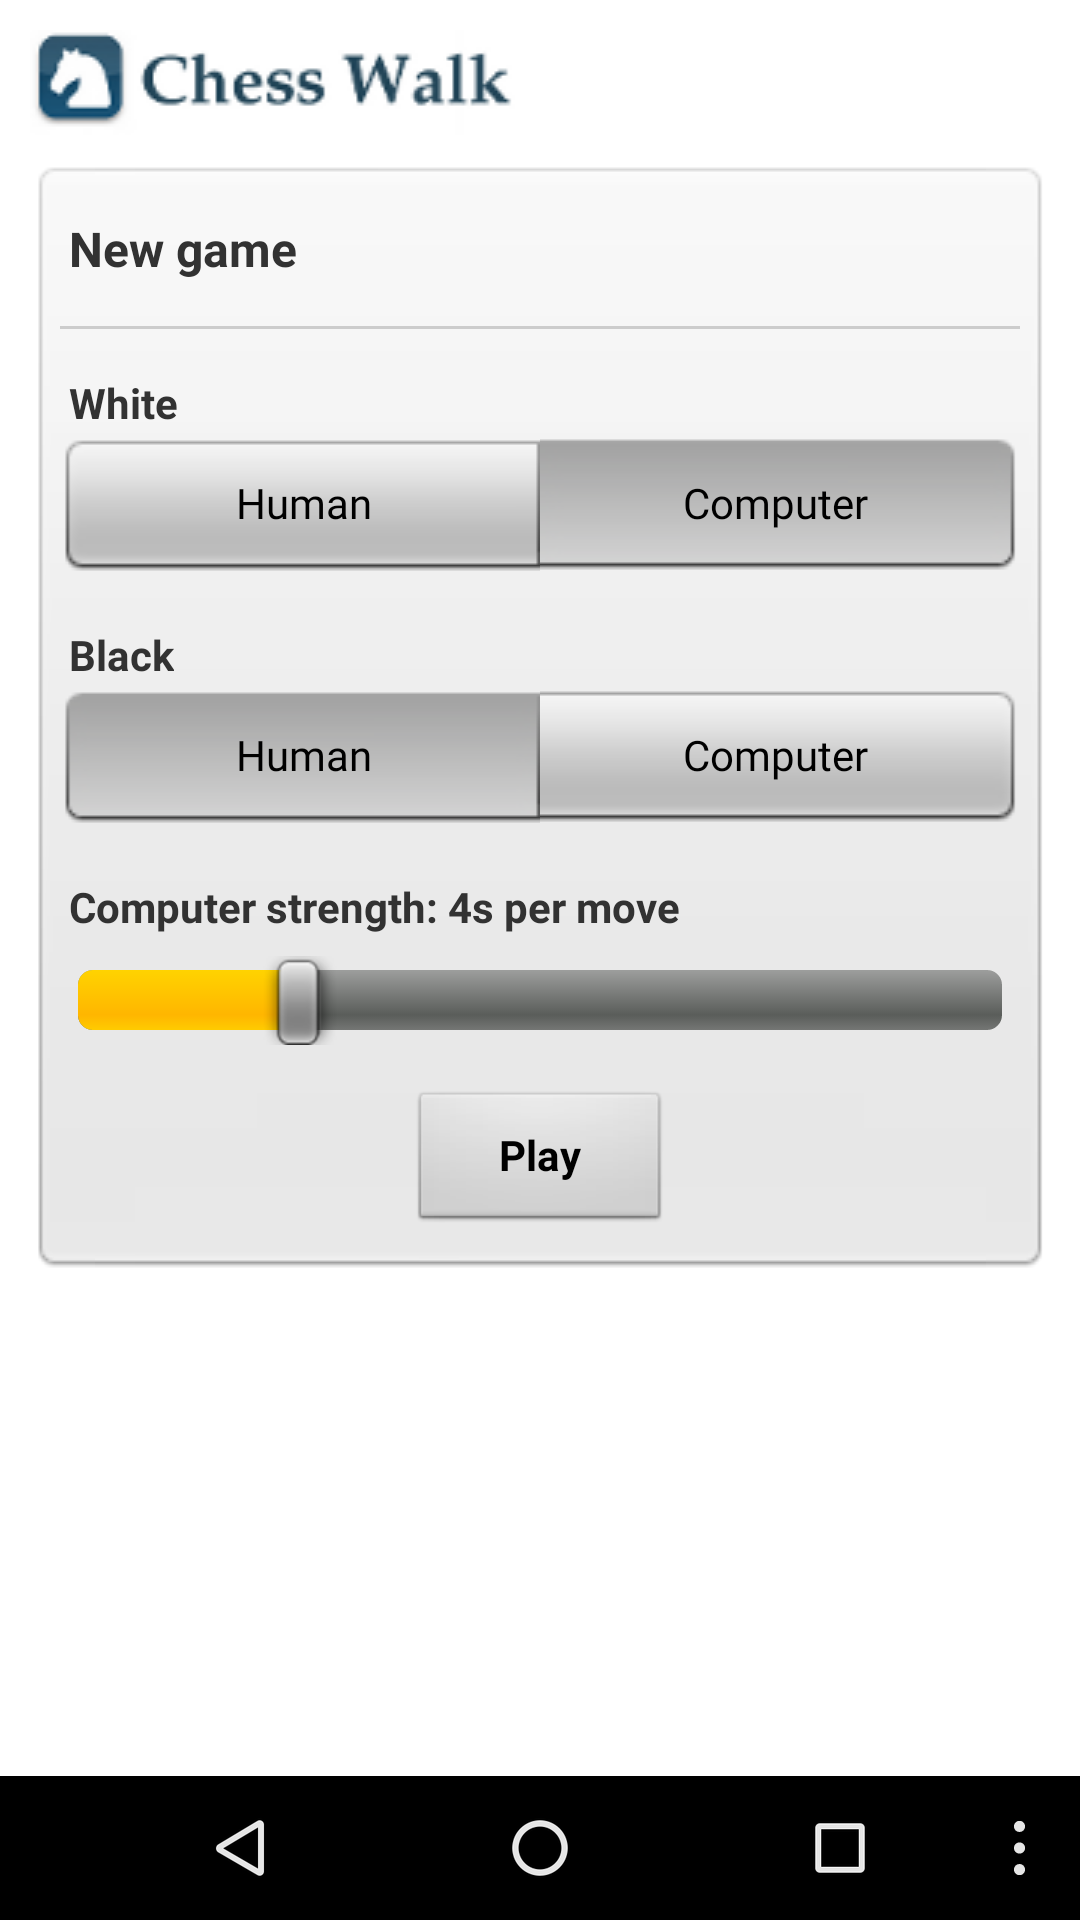 Chess Walk
New game
White
Human Computer
Black
Human Computer
Computer strength: 4s per move
Play